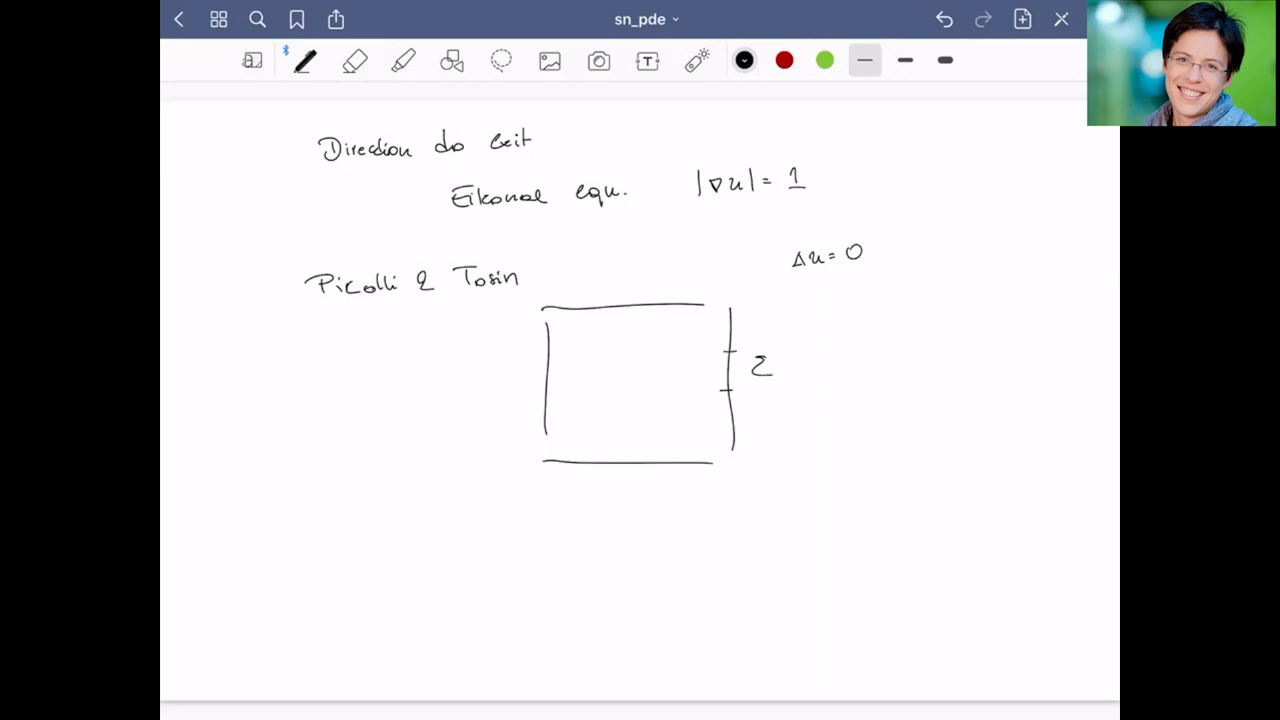 sn_pde
Direction do Exit
Eikonal equ. |∇u| = 1
Δu = 0
Picolli & Tosin
Σ